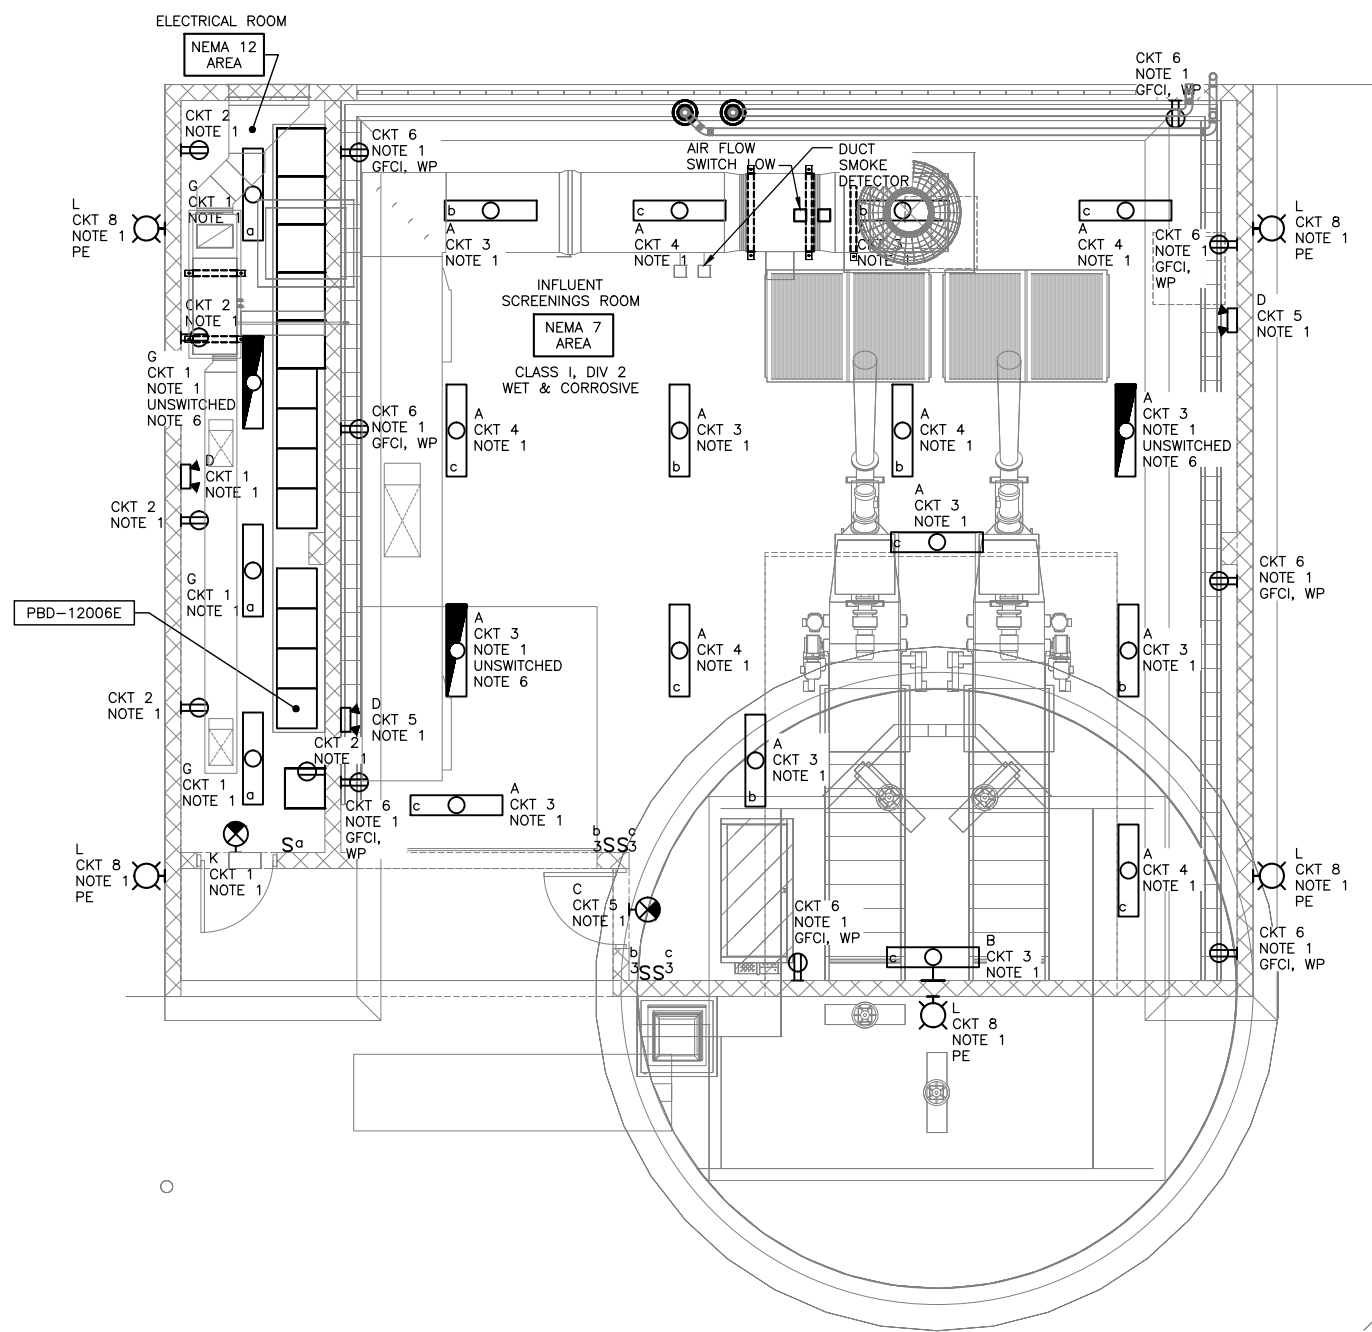 ELECTRICAL ROOM
NEMA 12
AREA
CKT 2
NOTE 1
CKT 6
NOTE 1
GFCI, WP
CKT 6
NOTE 1
GFCI, WP
AIR FLOW
SWITCH LOW
DUCT
SMOKE
DETECTOR
G
CKT 1
NOTE 1
a
L
CKT 8
NOTE 1
PE
b
A
CKT 3
NOTE 1
c
A
CKT 4
NOTE 1
b
CKT 3
NOTE 1
c
A
CKT 4
NOTE 1
CKT 6
NOTE 1
GFCI,
WP
L
CKT 8
NOTE 1
PE
INFLUENT
SCREENINGS ROOM
NEMA 7
AREA
CLASS I, DIV 2
WET & CORROSIVE
D
CKT 5
NOTE 1
CKT 2
NOTE 1
G
CKT 1
NOTE 1
UNSWITCHED
NOTE 6
CKT 6
NOTE 1
GFCI, WP
A
CKT 4
NOTE 1
c
A
CKT 3
NOTE 1
b
A
CKT 4
NOTE 1
b
A
CKT 3
NOTE 1
UNSWITCHED
NOTE 6
D
CKT 1
NOTE 1
CKT 2
NOTE 1
A
CKT 3
NOTE 1
c
G
CKT 1
NOTE 1
a
CKT 6
NOTE 1
GFCI, WP
PBD-12006E
A
CKT 3
NOTE 1
UNSWITCHED
NOTE 6
A
CKT 4
NOTE 1
c
A
CKT 3
NOTE 1
b
CKT 2
NOTE 1
D
CKT 5
NOTE 1
CKT 2
NOTE 1
A
CKT 3
NOTE 1
b
G
CKT 1
NOTE 1
a
CKT 6
NOTE 1
GFCI,
WP
c
A
CKT 3
NOTE 1
Sa
b c
3SS3
L
CKT 8
NOTE 1
PE
K
CKT 1
NOTE 1
C
CKT 5
NOTE 1
A
CKT 4
NOTE 1
c
L
CKT 8
NOTE 1
PE
CKT 6
NOTE 1
GFCI, WP
b c
3SS3
c
B
CKT 3
NOTE 1
CKT 6
NOTE 1
GFCI, WP
L
CKT 8
NOTE 1
PE